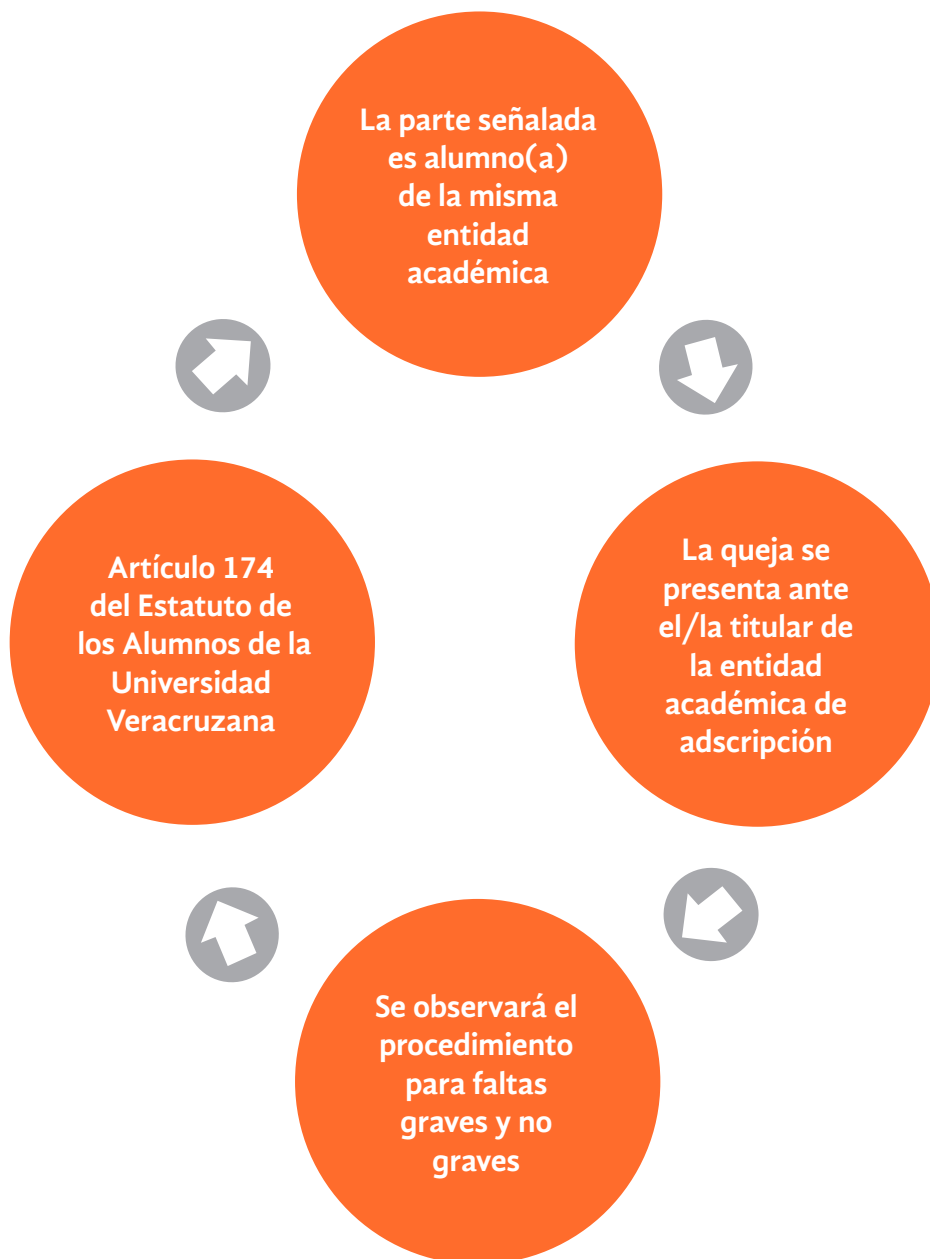 La parte señalada
es alumno(a)
de la misma
entidad
académica
La queja se
presenta ante
el/la titular de
la entidad
académica de
adscripción
Se observará el
procedimiento
para faltas
graves y no
graves
Artículo 174
del Estatuto de
los Alumnos de la
Universidad
Veracruzana